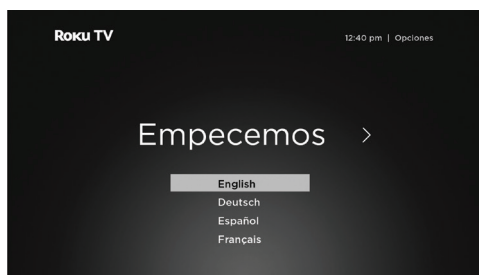 Roku TV
12:40 pm | Opciones
Empecemos >
English
Deutsch
Español
Français